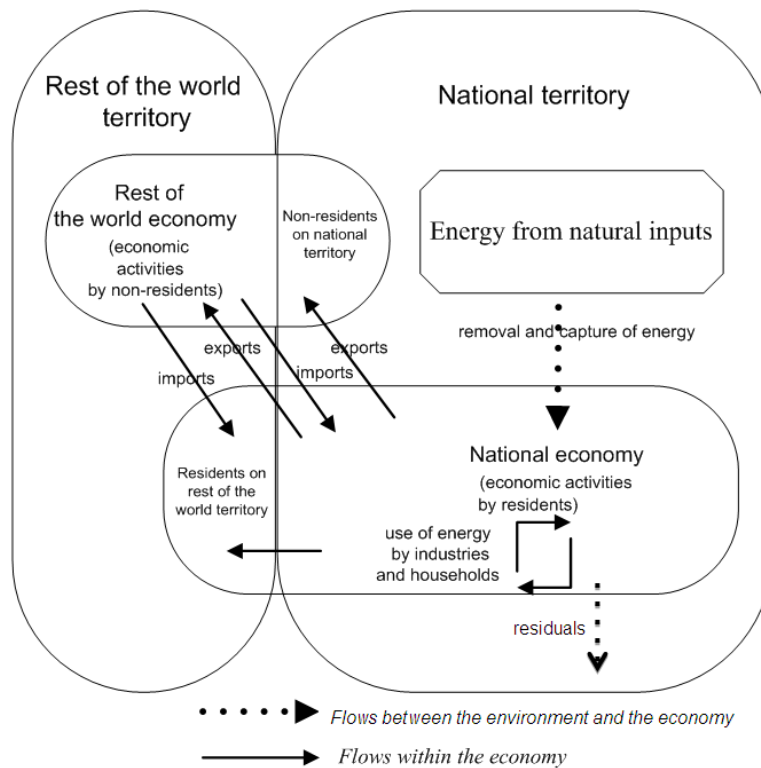 Rest of the world
territory
National territory
Rest of
the world economy
(economic
activities
by non-residents)
Non-residents
on national
territory
Energy from natural inputs
removal and capture of energy
exports
exports
imports
imports
National economy
(economic activities
by residents)
Residents on
rest of the
world territory
use of energy
by industries
and households
residuals
Flows between the environment and the economy
Flows within the economy